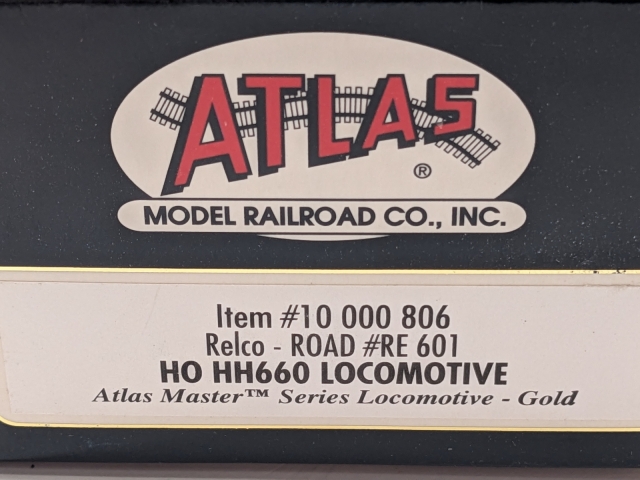 ATLAS
®
MODEL RAILROAD CO., INC.
Item #10 000 806
Relco - ROAD #RE 601
HO HH660 LOCOMOTIVE
Atlas Master™ Series Locomotive - Gold